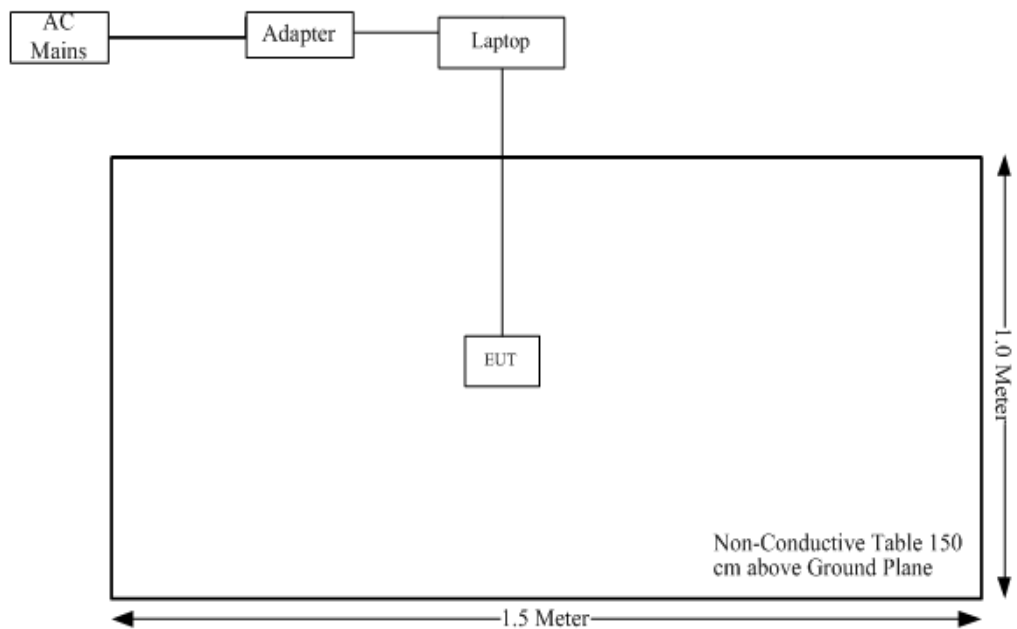 AC
Mains
Adapter
Laptop
EUT
1.0 Meter
Non-Conductive Table 150
cm above Ground Plane
1.5 Meter